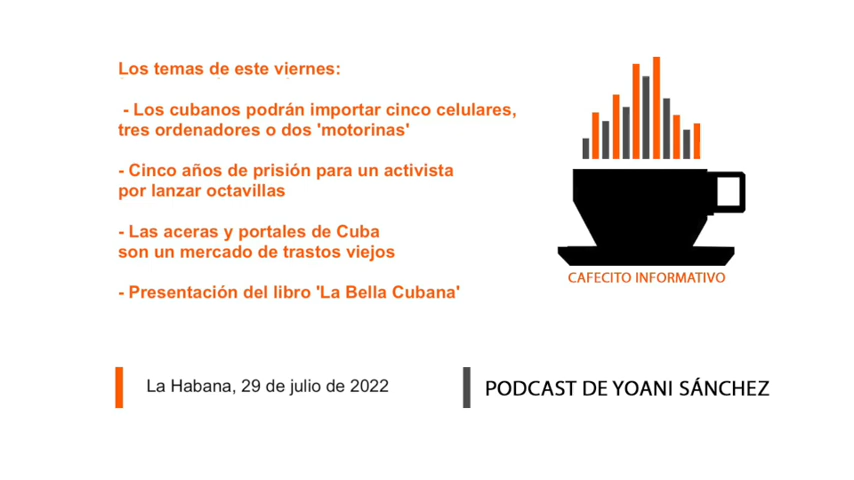 Los temas de este viernes:
- Los cubanos podrán importar cinco celulares,
tres ordenadores o dos 'motorinas'
- Cinco años de prisión para un activista
por lanzar octavillas
- Las aceras y portales de Cuba
son un mercado de trastos viejos
- Presentación del libro 'La Bella Cubana'
CAFECITO INFORMATIVO
La Habana, 29 de julio de 2022
PODCAST DE YOANI SÁNCHEZ